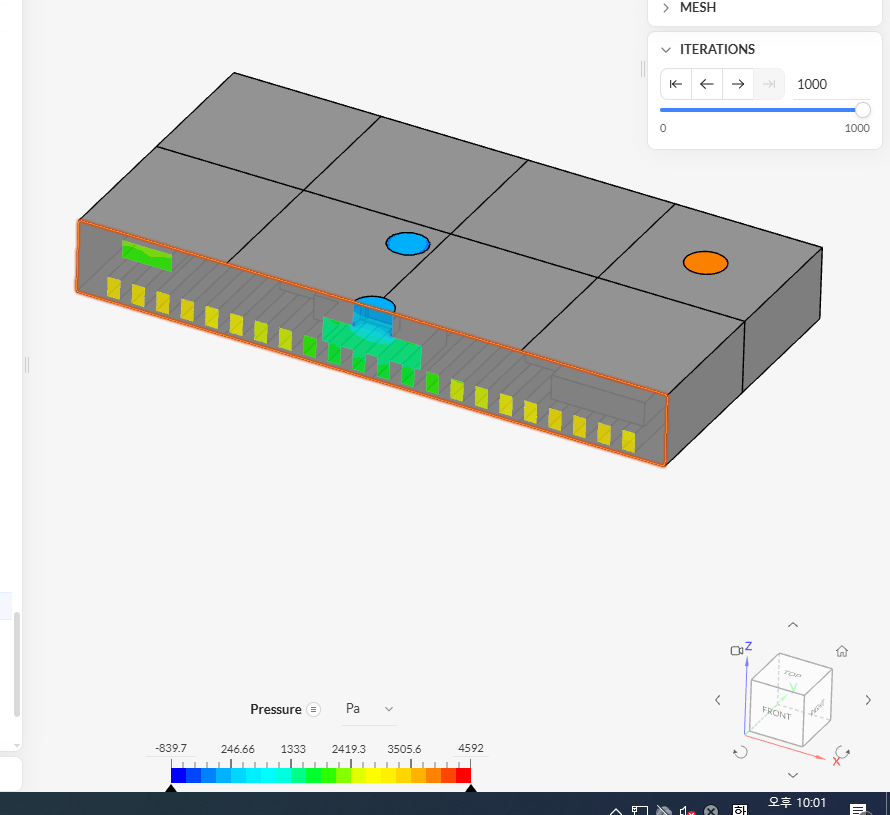 MESH
ITERATIONS
1000
0 1000
Z
TOP
Y
FRONT
X
Pressure Pa
-839.7 246.66 1333 2419.3 3505.6 4592
오후 10:01